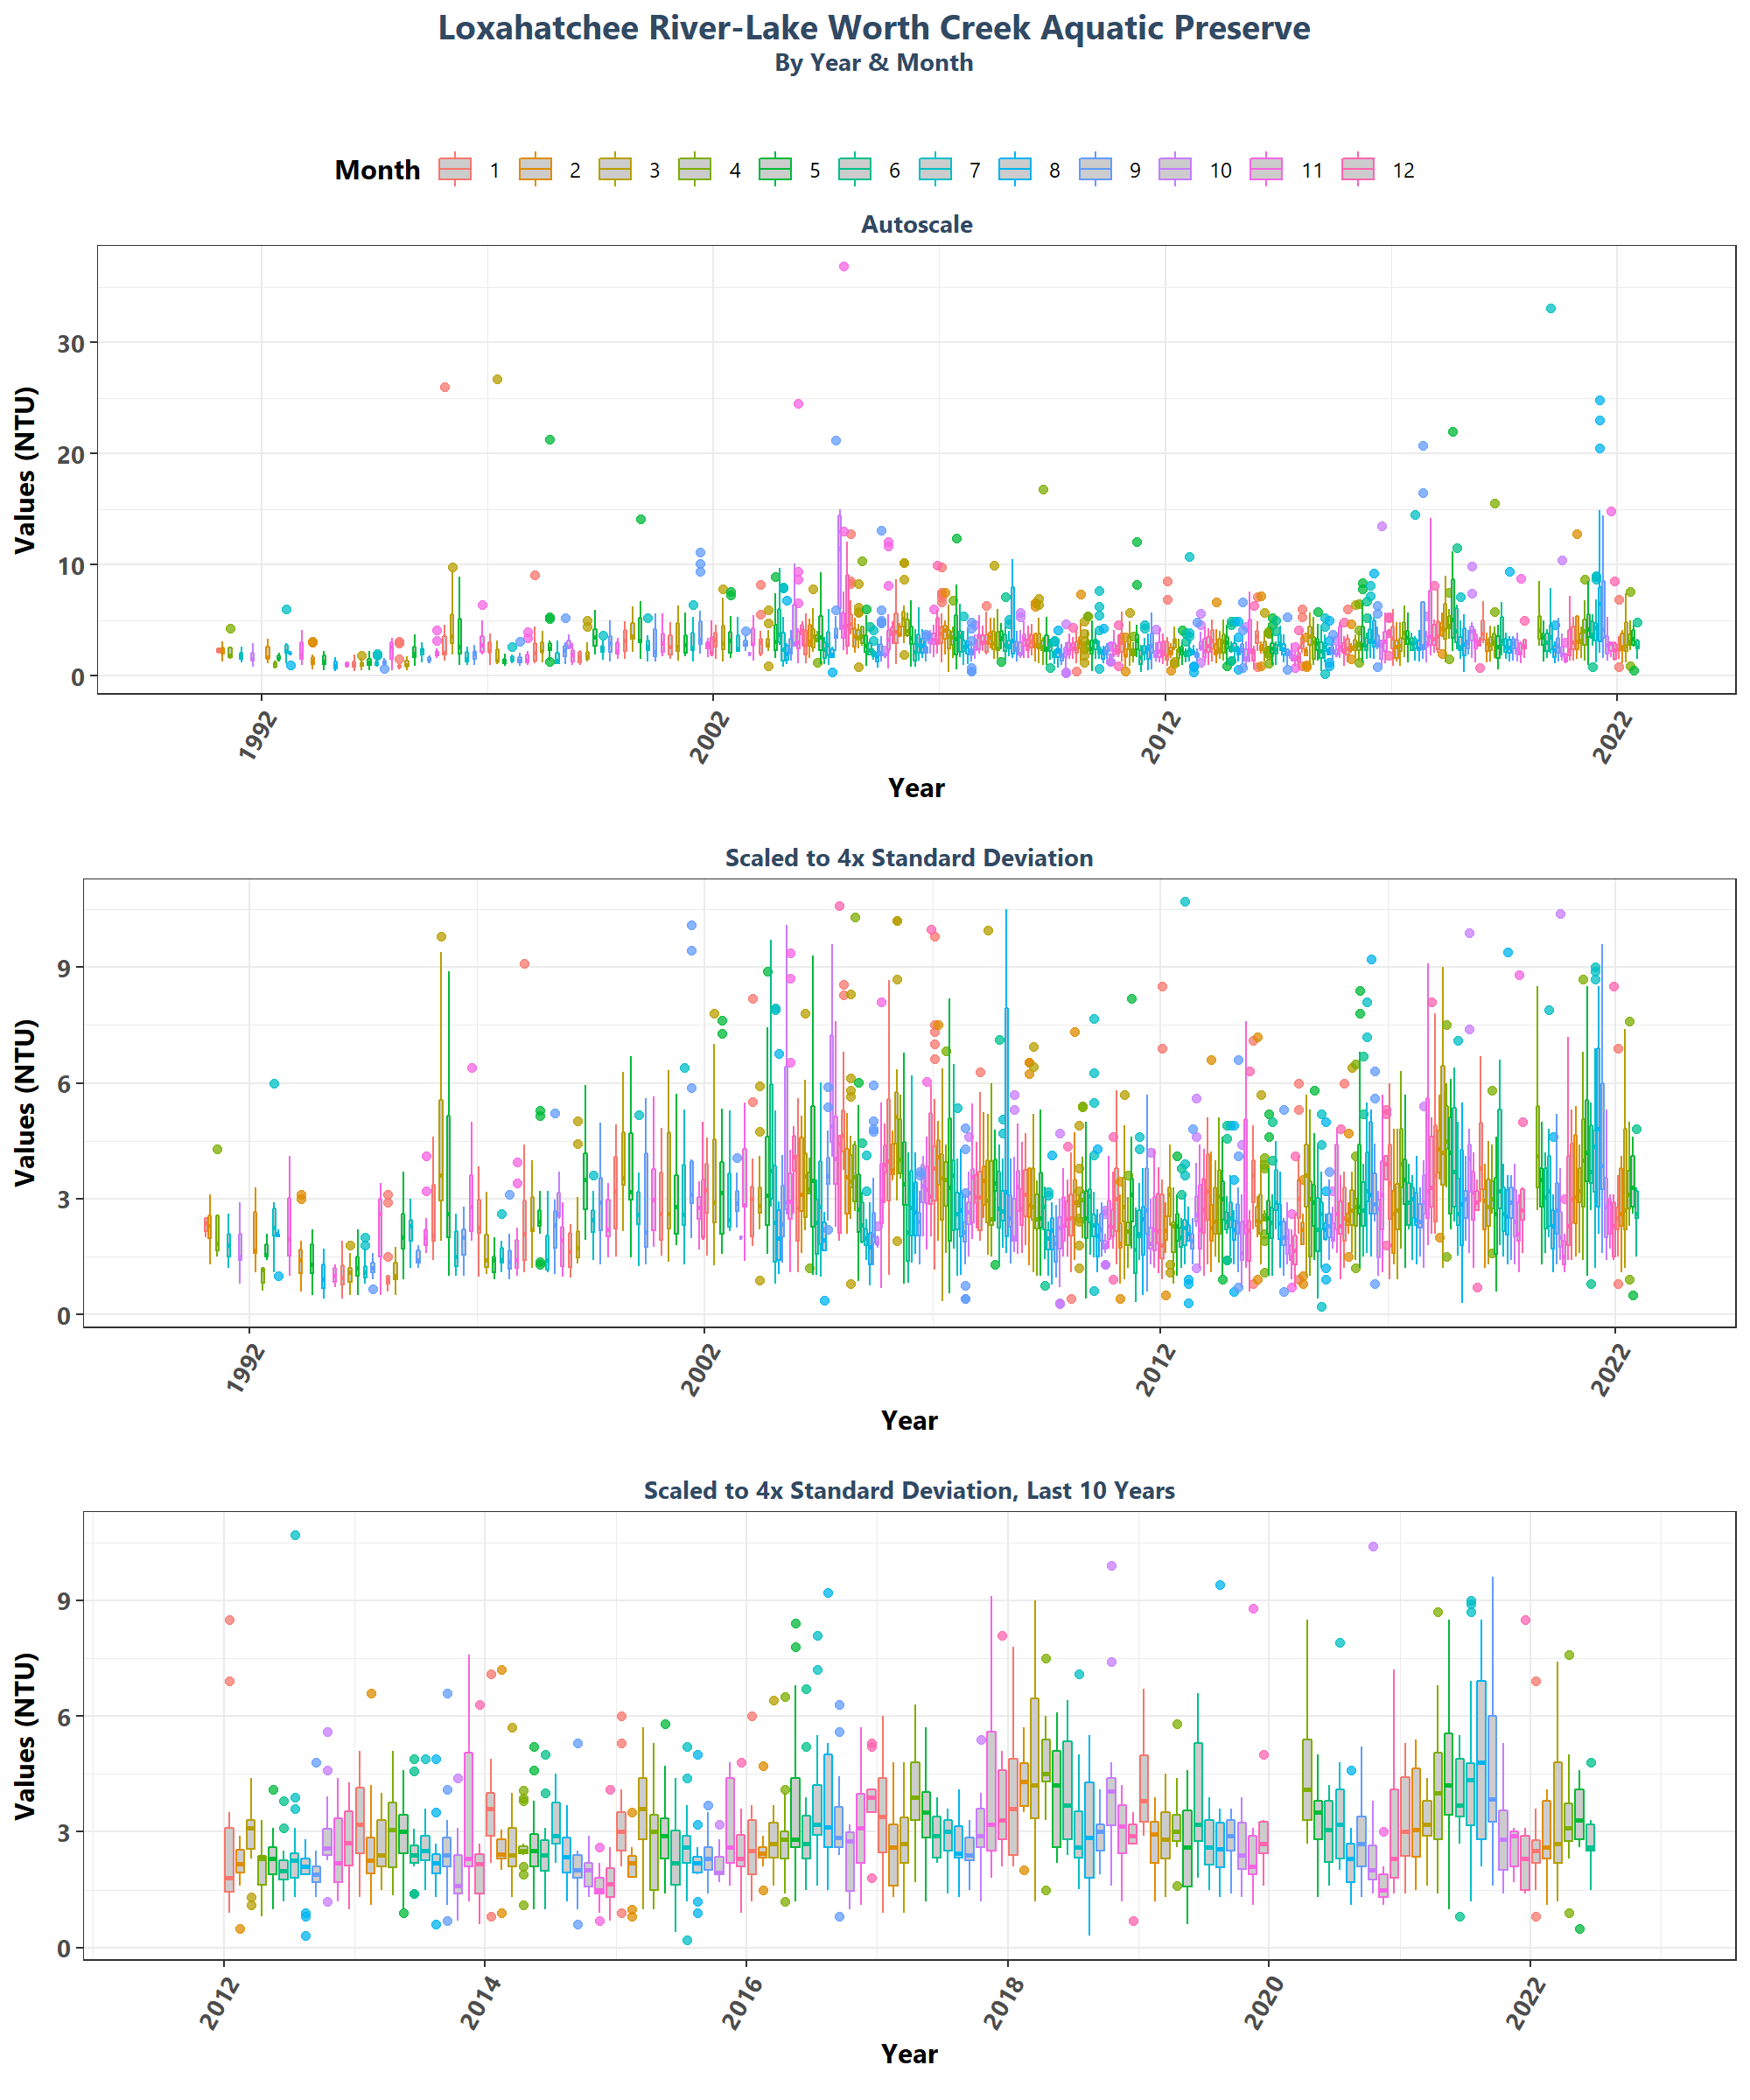 Loxahatchee River-Lake Worth Creek Aquatic Preserve
By Year & Month
Month 1 2 3 4 5 6 7 8 9 10 11 12
Autoscale
Values (NTU)
30
20
10
0
1992 2002 2012 2022
Year
Scaled to 4x Standard Deviation
Values (NTU)
9
6
3
0
1992 2002 2012 2022
Year
Scaled to 4x Standard Deviation, Last 10 Years
Values (NTU)
9
6
3
0
2012 2014 2016 2018 2020 2022
Year